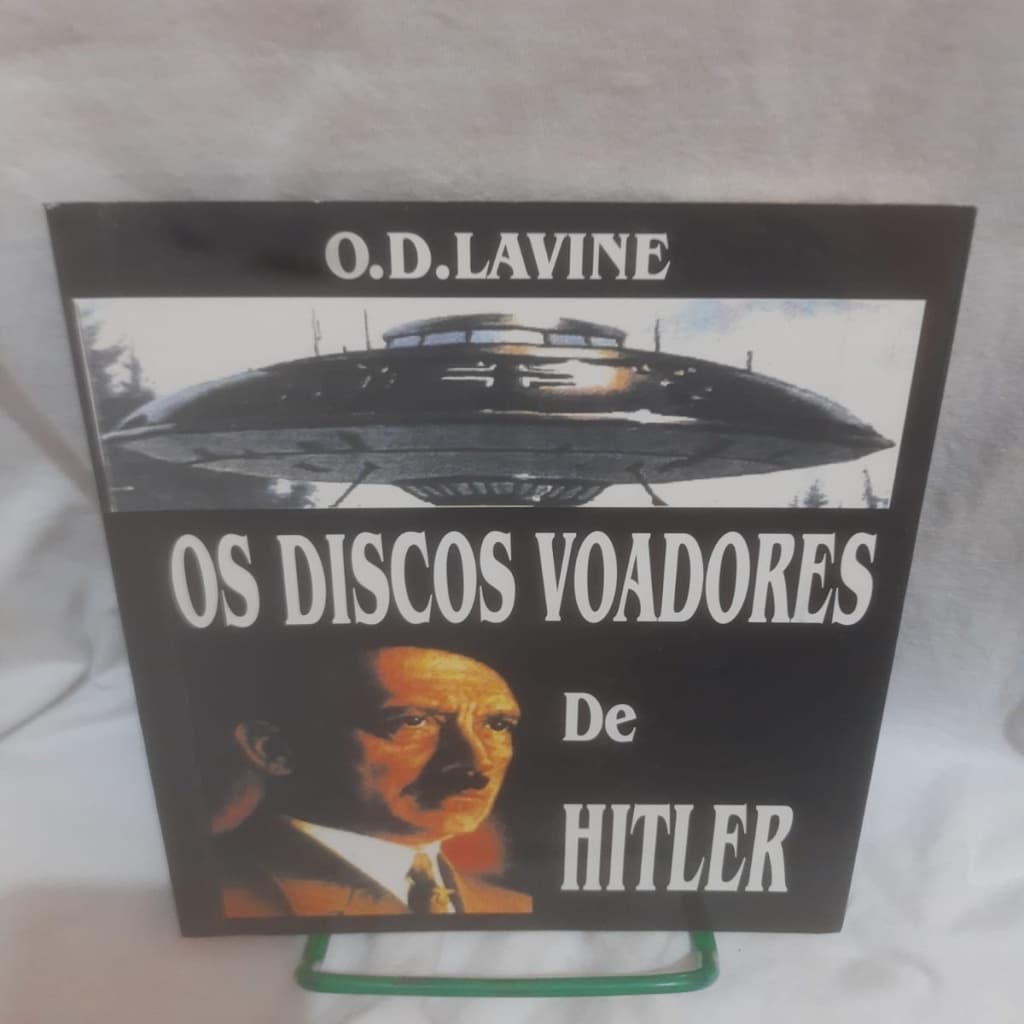 O.D.LAVINE
OS DISCOS VOADORES
De
HITLER